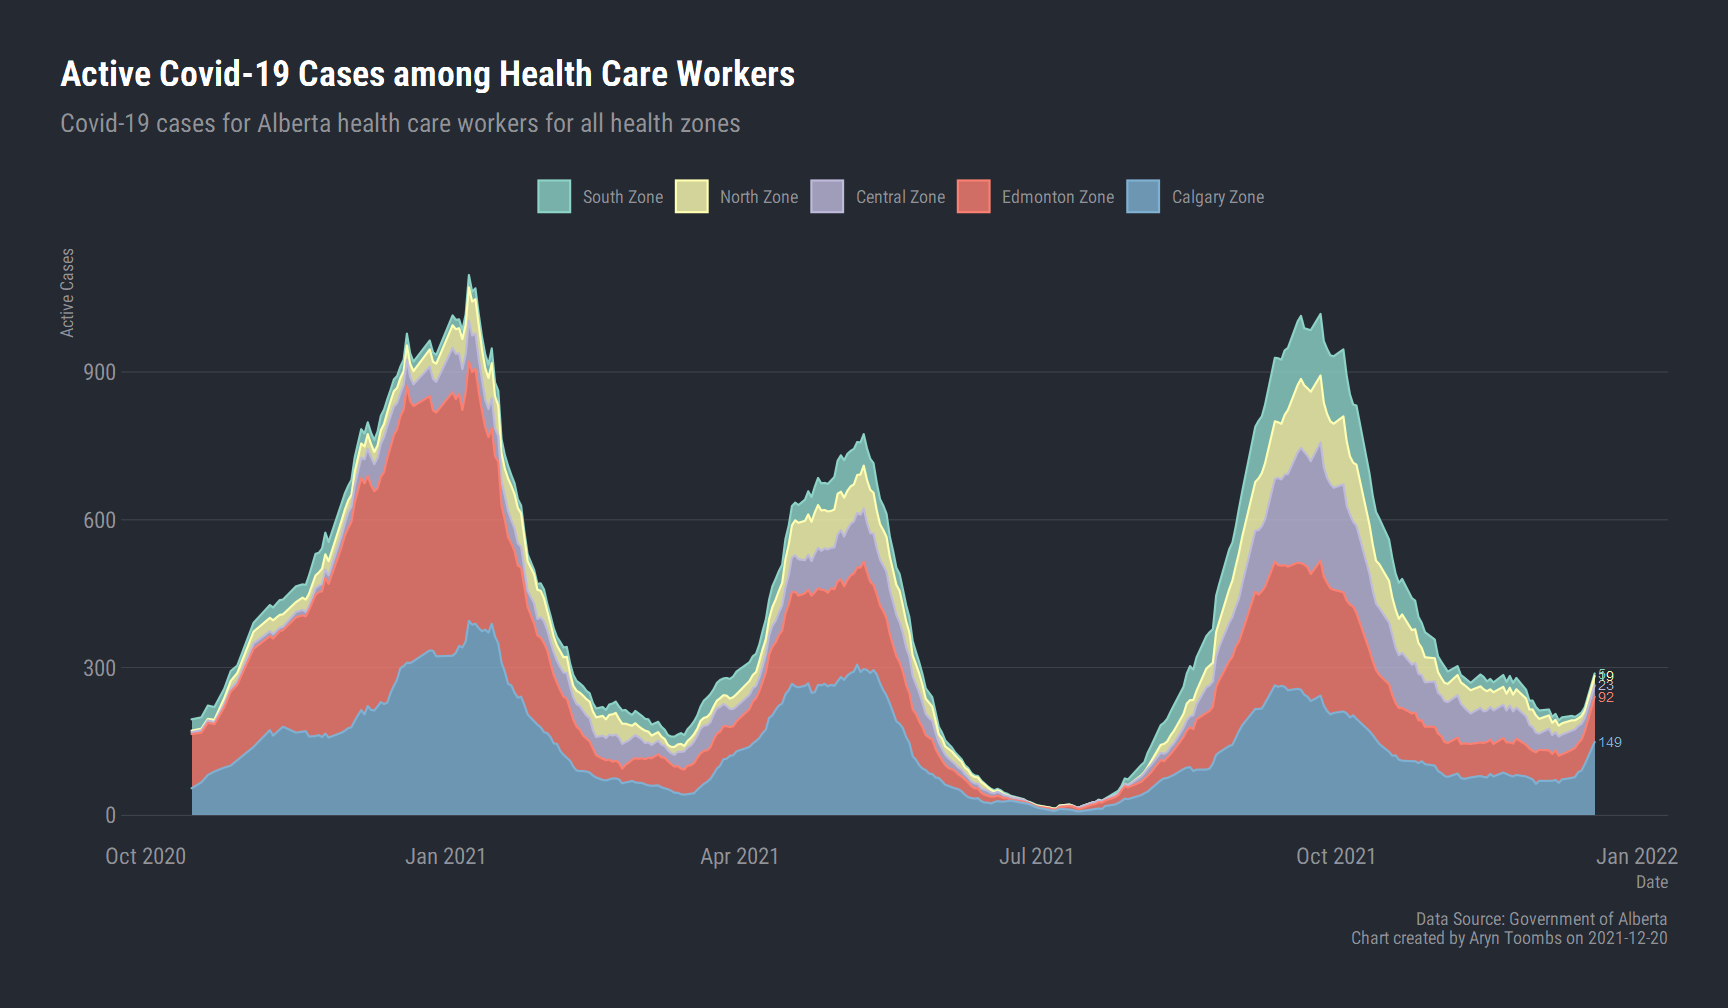 Active Covid-19 Cases among Health Care Workers
Covid-19 cases for Alberta health care workers for all health zones
South Zone North Zone Central Zone Edmonton Zone Calgary Zone
Active Cases
900
600
300
0
23
92
149
Oct 2020 Jan 2021 Apr 2021 Jul 2021 Oct 2021 Jan 2022
Date
Data Source: Government of Alberta
Chart created by Aryn Toombs on 2021-12-20